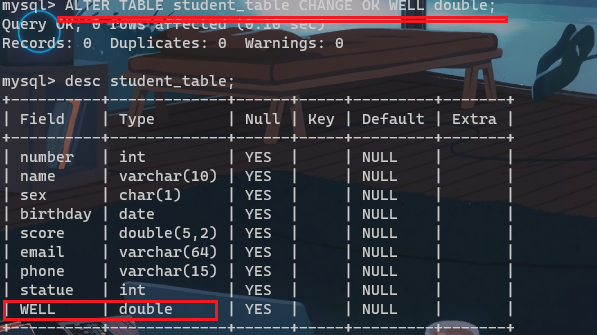 mysql> ALTER TABLE student_table CHANGE OK WELL double;
Query OK, 0 rows affected (0.10 sec)
Records: 0  Duplicates: 0  Warnings: 0
mysql> desc student_table;
+----------+-------------+------+-----+---------+-------+
| Field    | Type        | Null | Key | Default | Extra |
+----------+-------------+------+-----+---------+-------+
| number   | int         | YES  |     | NULL    |       |
| name     | varchar(10) | YES  |     | NULL    |       |
| sex      | char(1)     | YES  |     | NULL    |       |
| birthday | date        | YES  |     | NULL    |       |
| score    | double(5,2) | YES  |     | NULL    |       |
| email    | varchar(64) | YES  |     | NULL    |       |
| phone    | varchar(15) | YES  |     | NULL    |       |
| statue   | int         | YES  |     | NULL    |       |
| WELL     | double      | YES  |     | NULL    |       |
+----------+-------------+------+-----+---------+-------+